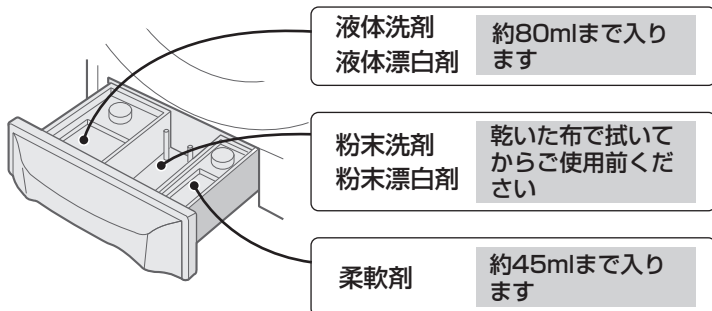 液体洗剤
液体漂白剤
約80mlまで入り
ます
粉末洗剤
粉末漂白剤
乾いた布で拭いて
からご使用前くだ
さい
柔軟剤
約45mlまで入り
ます